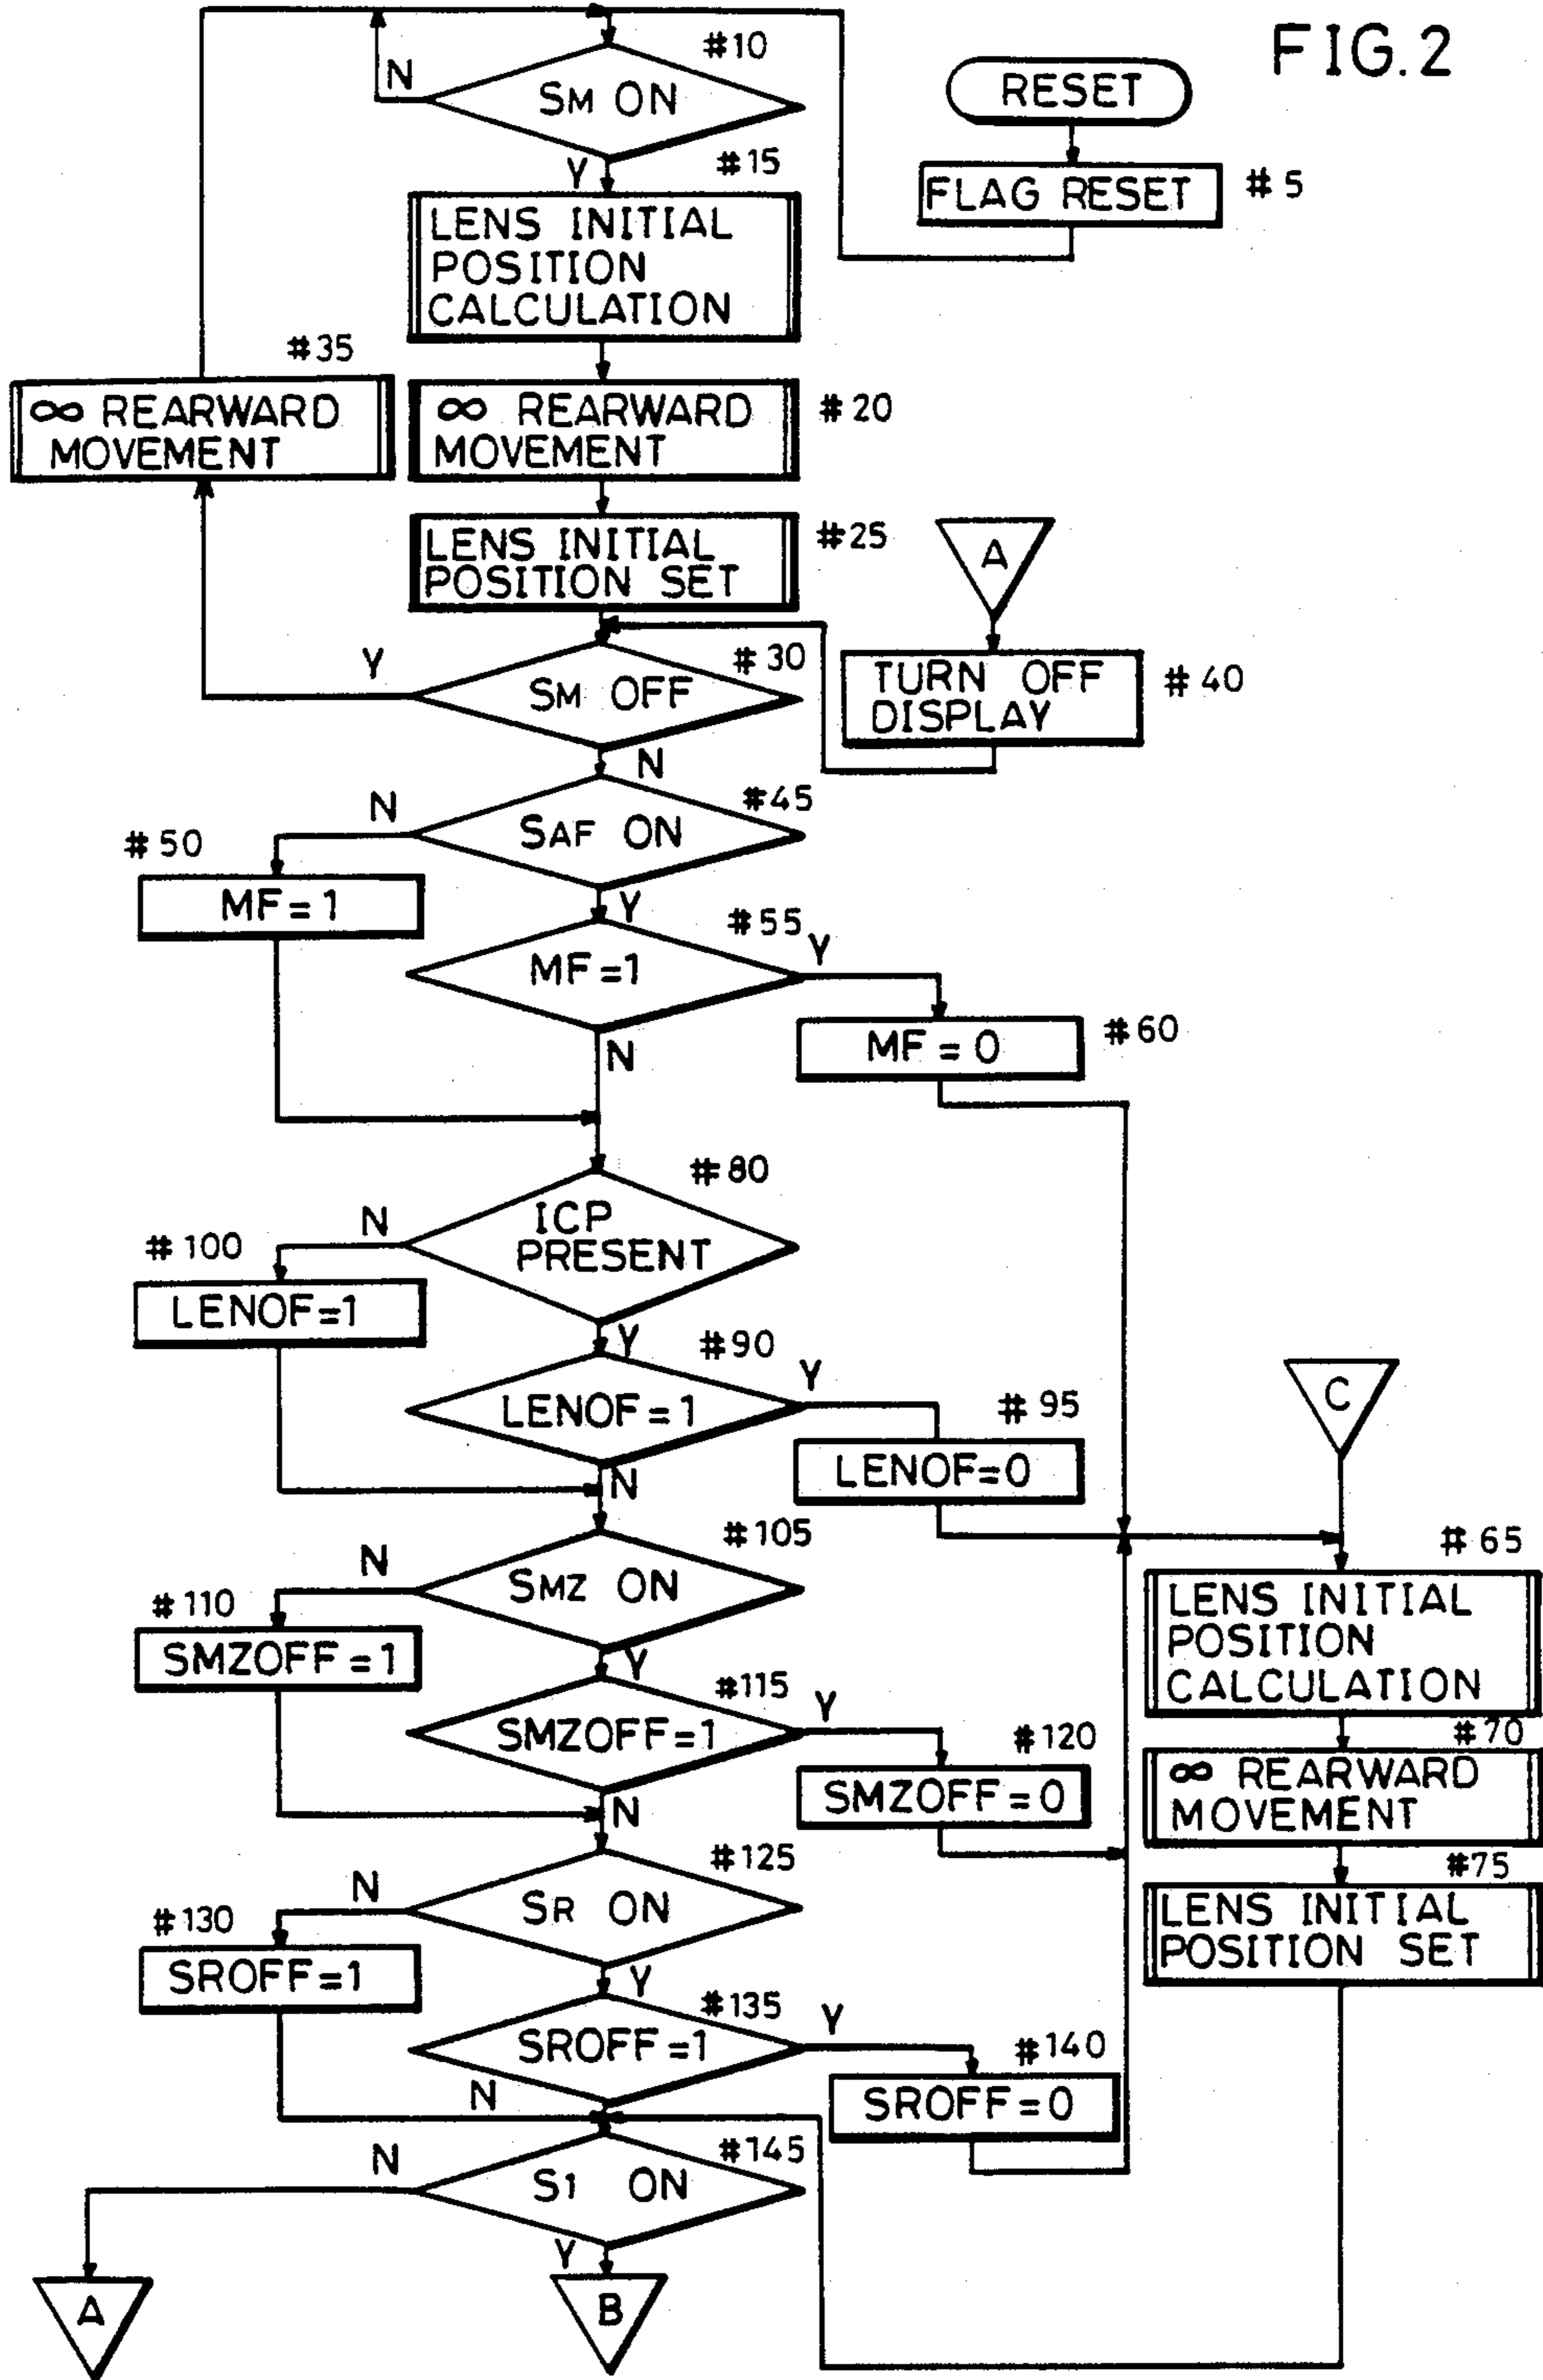 FIG.2
#10
N
SM ON
RESET
Y
#15
FLAG RESET
#5
LENS INITIAL
POSITION
CALCULATION
#35
∞ REARWARD
MOVEMENT
∞ REARWARD
MOVEMENT
#20
LENS INITIAL
POSITION SET
#25
A
Y
SM OFF
#30
TURN OFF
DISPLAY
#40
N
N
SAF ON
#45
#50
MF=1
Y
#55
MF=1
Y
MF=0
#60
N
#80
N
ICP
PRESENT
#100
LENOF=1
Y
#90
LENOF=1
Y
#95
LENOF=0
C
N
#105
N
SMZ ON
#65
LENS INITIAL
POSITION
CALCULATION
#110
SMZOFF=1
Y
#115
SMZOFF=1
Y
#120
SMZOFF=0
#70
∞ REARWARD
MOVEMENT
N
#125
N
SR ON
#75
LENS INITIAL
POSITION SET
#130
SROFF=1
Y
#135
SROFF=1
Y
#140
SROFF=0
N
#145
N
S1 ON
Y
A
B